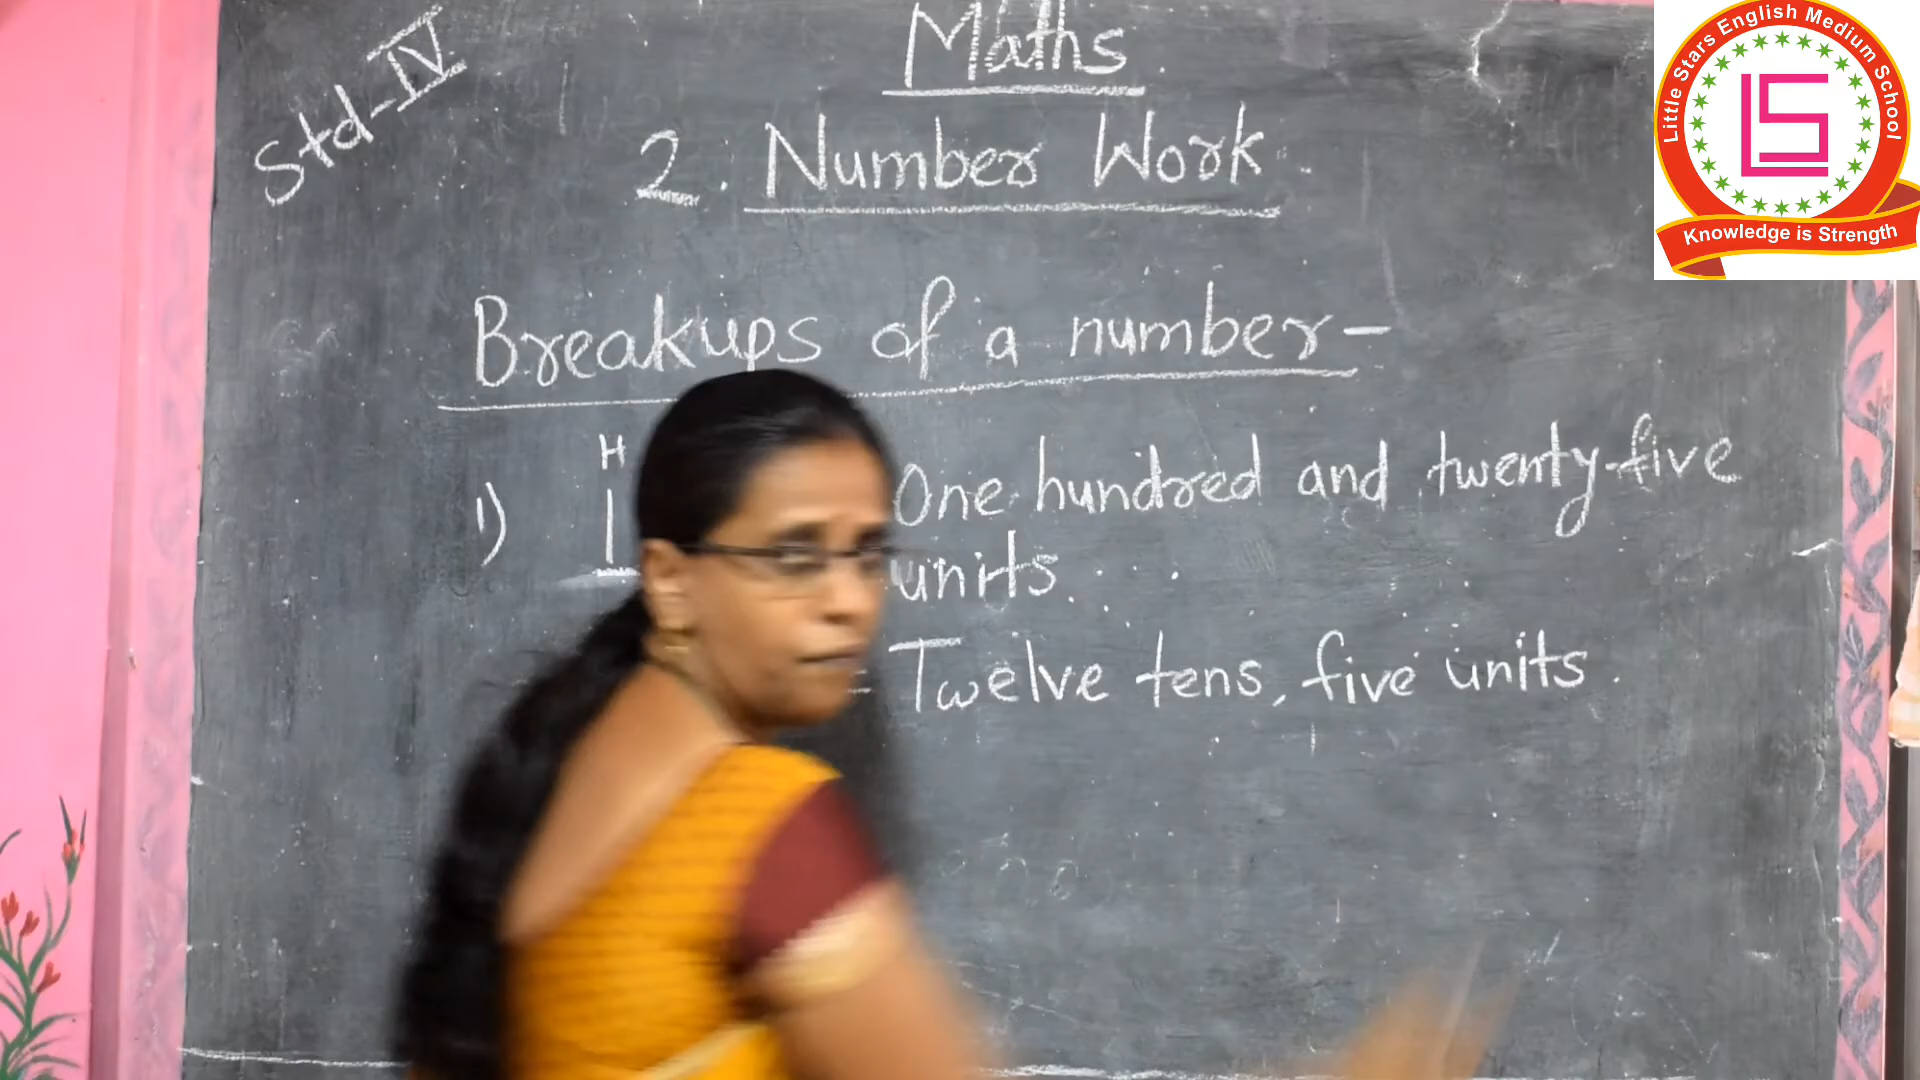 Std-IV
Maths
2. Number Work
Breakups of a number-
H
1) 1 One hundred and twenty-five
units.
= Twelve tens, five units.
Little Stars English Medium School
LS
Knowledge is Strength